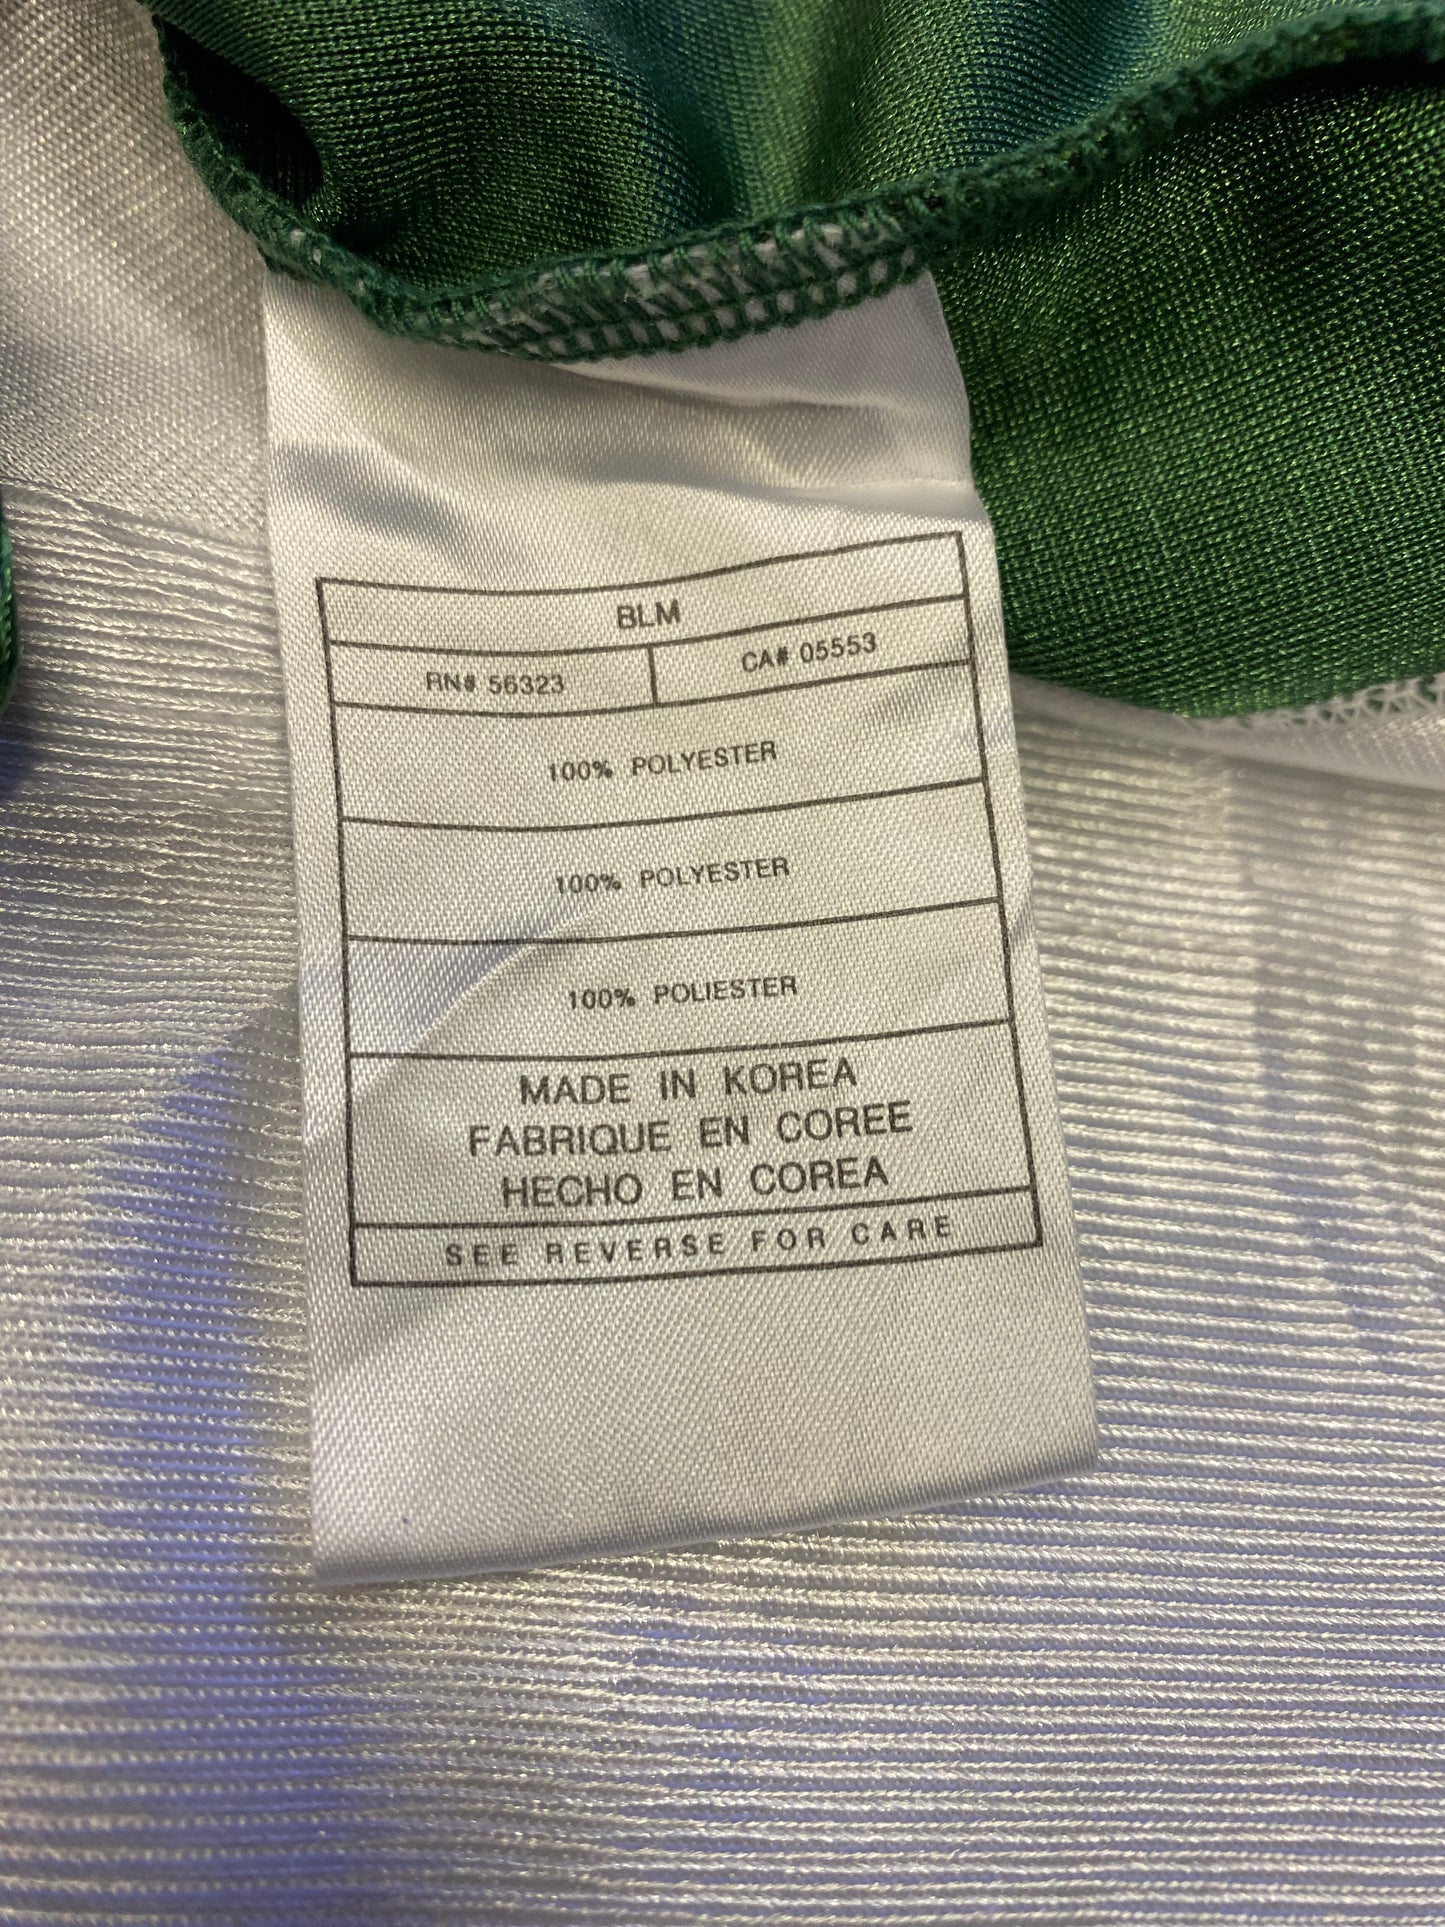 BLM
RN# 56323 CA# 05553
100% POLYESTER
100% POLYESTER
100% POLIESTER
MADE IN KOREA
FABRIQUE EN COREE
HECHO EN COREA
SEE REVERSE FOR CARE